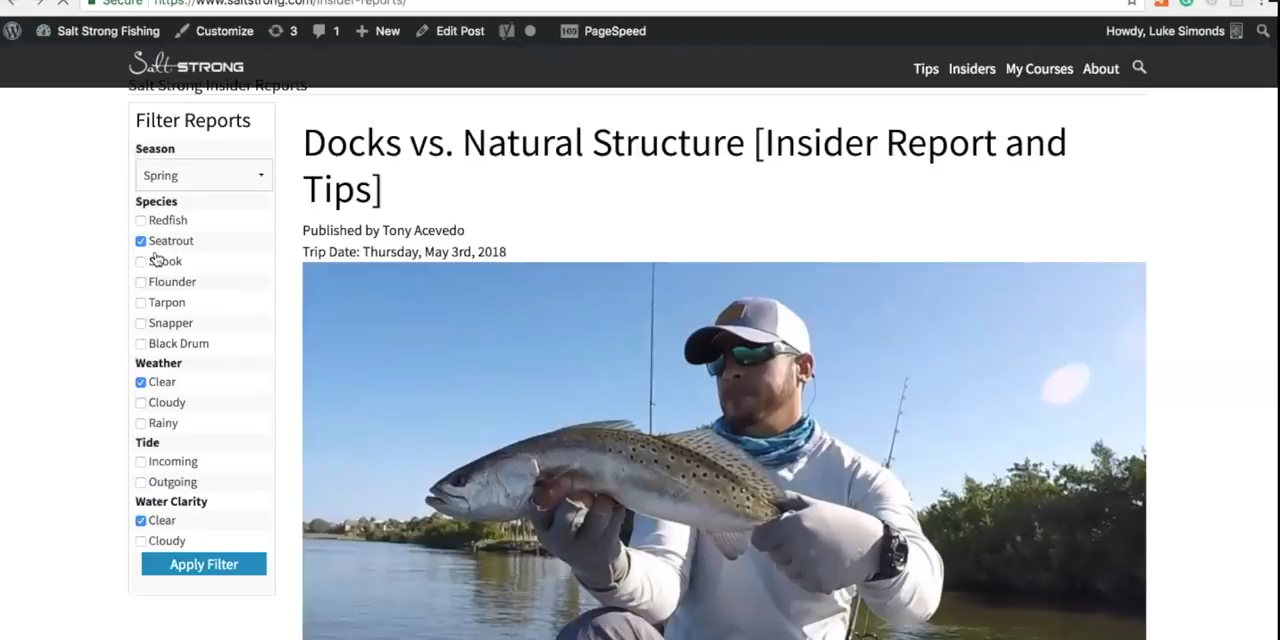 Secure https://www.saltstrong.com/insider-reports/
Salt Strong Fishing Customize 3 1 New Edit Post 100 PageSpeed Howdy, Luke Simonds
Salt STRONG Tips Insiders My Courses About
Salt Strong Insider Reports
Filter Reports
Season
Spring
Species
Redfish
Seatrout
Snook
Flounder
Tarpon
Snapper
Black Drum
Weather
Clear
Cloudy
Rainy
Tide
Incoming
Outgoing
Water Clarity
Clear
Cloudy
Apply Filter
Docks vs. Natural Structure [Insider Report and
Tips]
Published by Tony Acevedo
Trip Date: Thursday, May 3rd, 2018